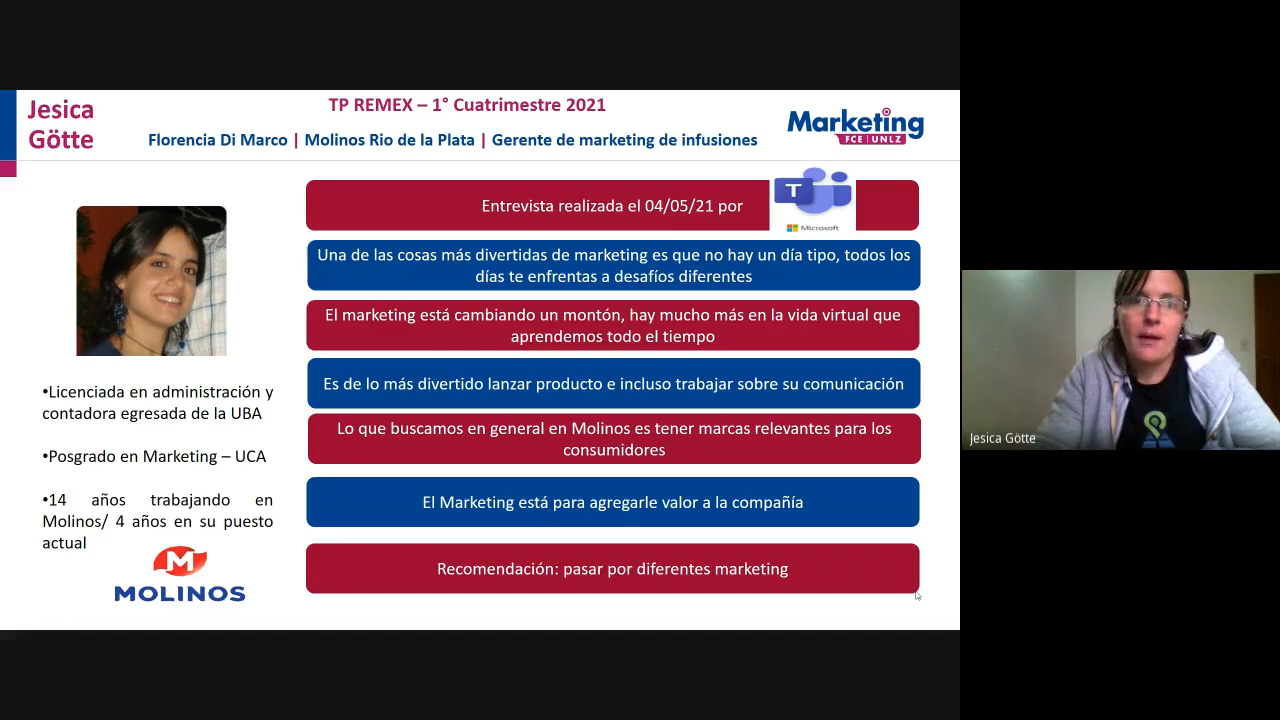 Jesica
Götte
TP REMEX – 1° Cuatrimestre 2021
Florencia Di Marco | Molinos Rio de la Plata | Gerente de marketing de infusiones
Marketing
FCE | UNLZ
Entrevista realizada el 04/05/21 por
T
Microsoft
Una de las cosas más divertidas de marketing es que no hay un día tipo, todos los
días te enfrentas a desafíos diferentes
El marketing está cambiando un montón, hay mucho más en la vida virtual que
aprendemos todo el tiempo
Es de lo más divertido lanzar producto e incluso trabajar sobre su comunicación
Lo que buscamos en general en Molinos es tener marcas relevantes para los
consumidores
El Marketing está para agregarle valor a la compañía
Recomendación: pasar por diferentes marketing
•Licenciada en administración y
contadora egresada de la UBA
•Posgrado en Marketing – UCA
•14 años trabajando en
Molinos/ 4 años en su puesto
actual
M
MOLINOS
Jesica Götte